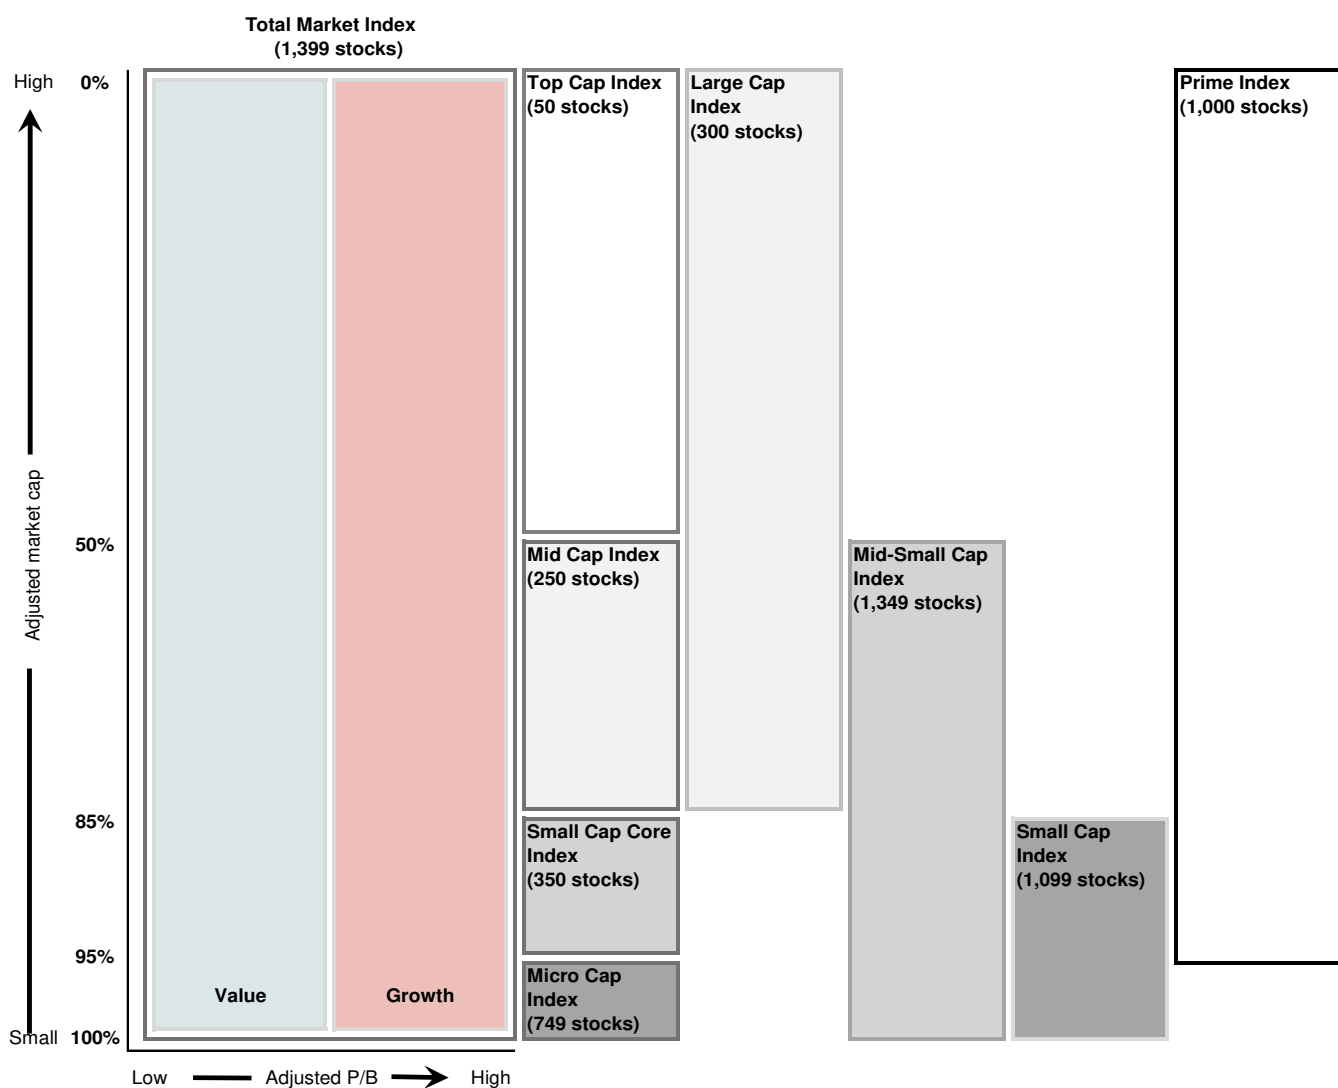 Total Market Index
(1,399 stocks)
High
0%
Top Cap Index
(50 stocks)
Large Cap
Index
(300 stocks)
Prime Index
(1,000 stocks)
Adjusted market cap
50%
Mid Cap Index
(250 stocks)
Mid-Small Cap
Index
(1,349 stocks)
85%
Small Cap Core
Index
(350 stocks)
Small Cap
Index
(1,099 stocks)
95%
Micro Cap
Index
(749 stocks)
Value
Growth
Small
100%
Low
Adjusted P/B
High